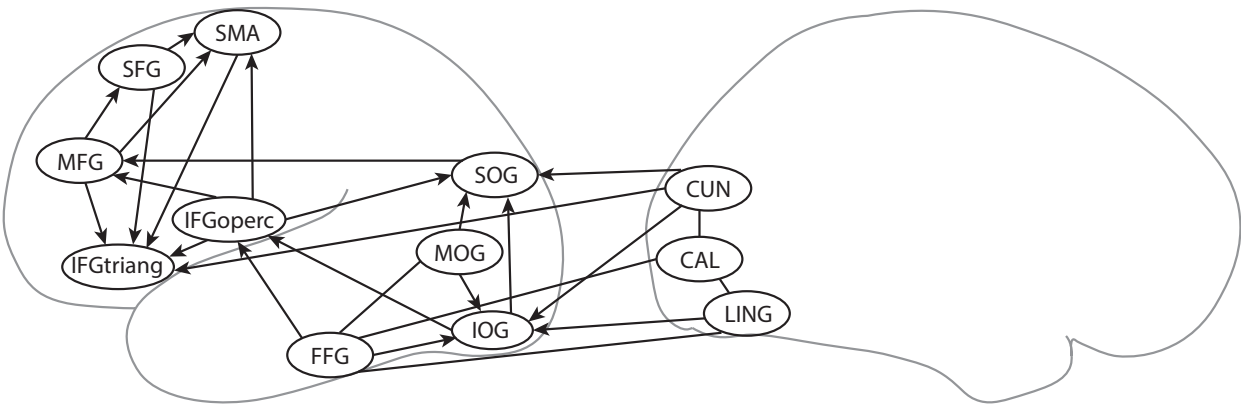 SMA
SFG
MFG
SOG
CUN
IFGoperc
MOG
CAL
IFGtriang
LING
IOG
FFG